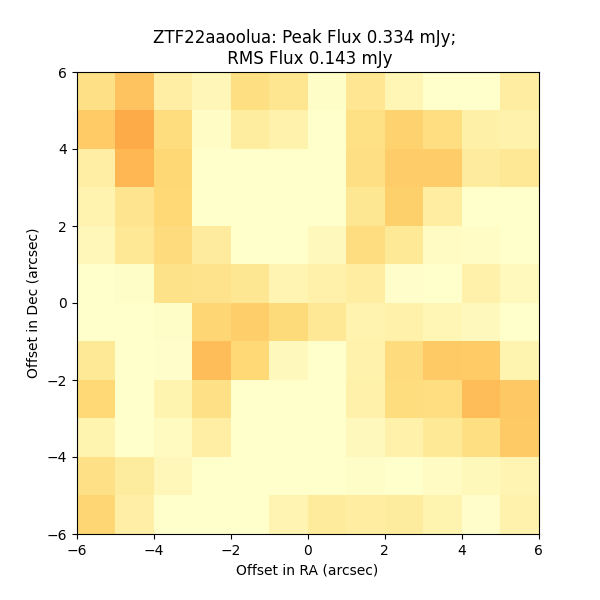 ZTF22aaoolua: Peak Flux 0.334 mJy;
RMS Flux 0.143 mJy
6
4
2
0
−2
−4
−6
Offset in Dec (arcsec)
−6 −4 −2 0 2 4 6
Offset in RA (arcsec)